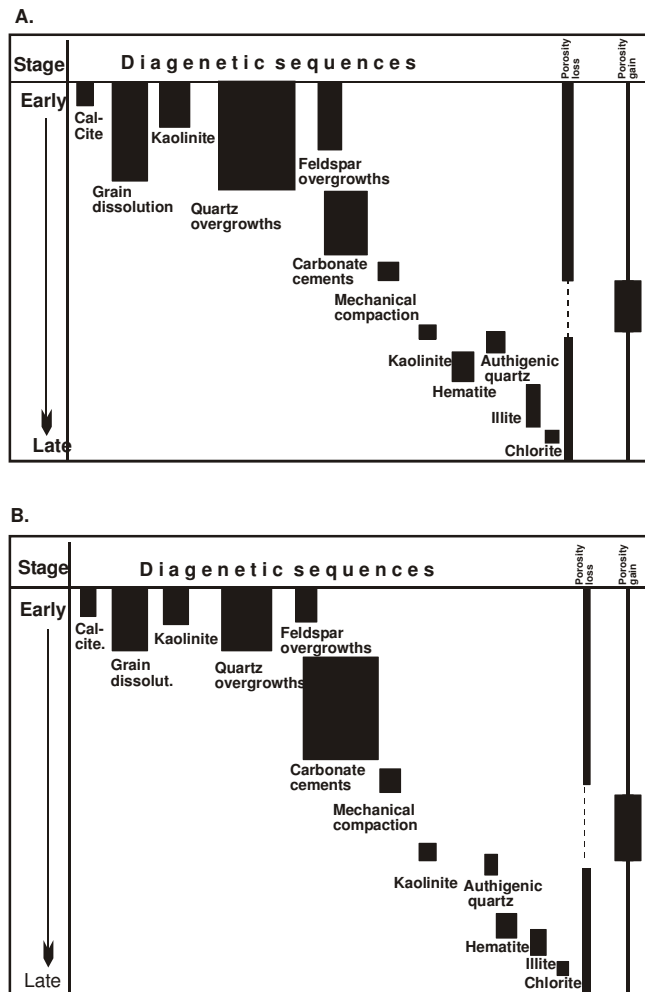 A.
Stage
Diagenetic sequences
Porosity
loss
Porosity
gain
Early
Cal-
Cite
Kaolinite
Grain
dissolution
Quartz
overgrowths
Feldspar
overgrowths
Carbonate
cements
Mechanical
compaction
Kaolinite
Authigenic
quartz
Hematite
Illite
Chlorite
Late
B.
Stage
Diagenetic sequences
Porosity
loss
Porosity
gain
Early
Cal-
cite.
Kaolinite
Grain
dissolut.
Quartz
overgrowths
Feldspar
overgrowths
Carbonate
cements
Mechanical
compaction
Kaolinite
Authigenic
quartz
Hematite
Illite
Chlorite
Late